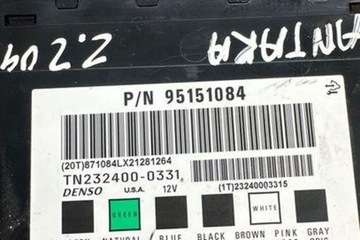 ANTARA
2.2 04
P/N 95151084
(20T)871084LX21281264
TN232400-0331
(1T)23240003315
DENSO U.S.A. 12V
GREEN WHITE
NATURAL / BLUE BLACK BROWN PINK GRAY